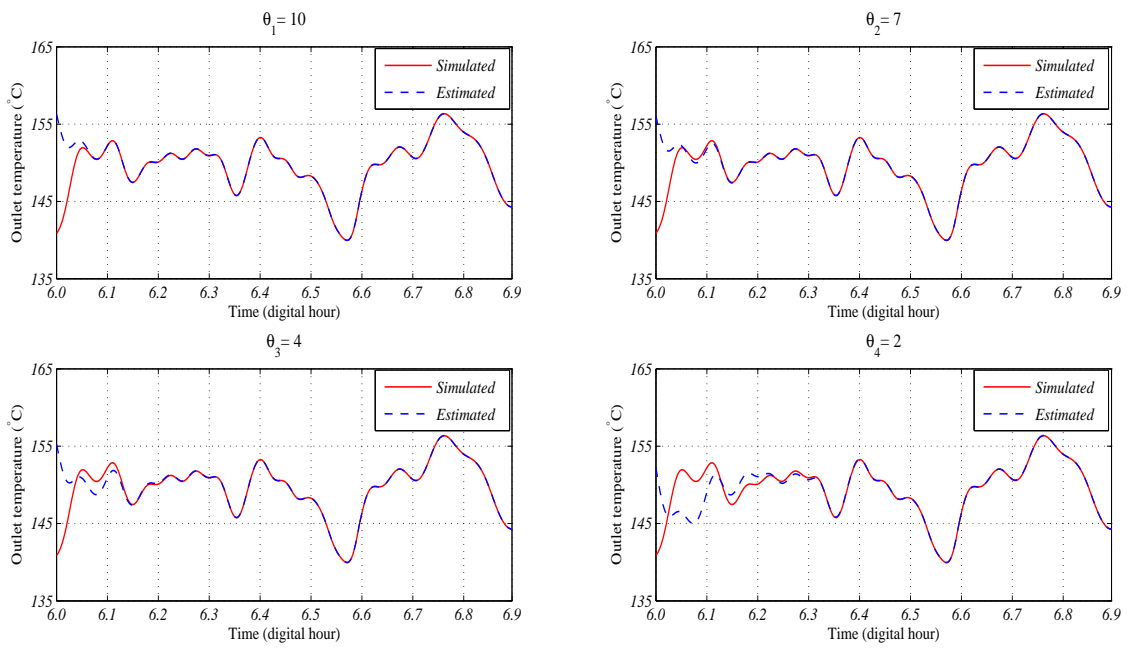 θ1= 10
165
155
145
135
Outlet temperature (°C)
6.0 6.1 6.2 6.3 6.4 6.5 6.6 6.7 6.8 6.9
Time (digital hour)
Simulated
Estimated
θ2= 7
165
155
145
135
Outlet temperature (°C)
6.0 6.1 6.2 6.3 6.4 6.5 6.6 6.7 6.8 6.9
Time (digital hour)
Simulated
Estimated
θ3= 4
165
155
145
135
Outlet temperature (°C)
6.0 6.1 6.2 6.3 6.4 6.5 6.6 6.7 6.8 6.9
Time (digital hour)
Simulated
Estimated
θ4= 2
165
155
145
135
Outlet temperature (°C)
6.0 6.1 6.2 6.3 6.4 6.5 6.6 6.7 6.8 6.9
Time (digital hour)
Simulated
Estimated